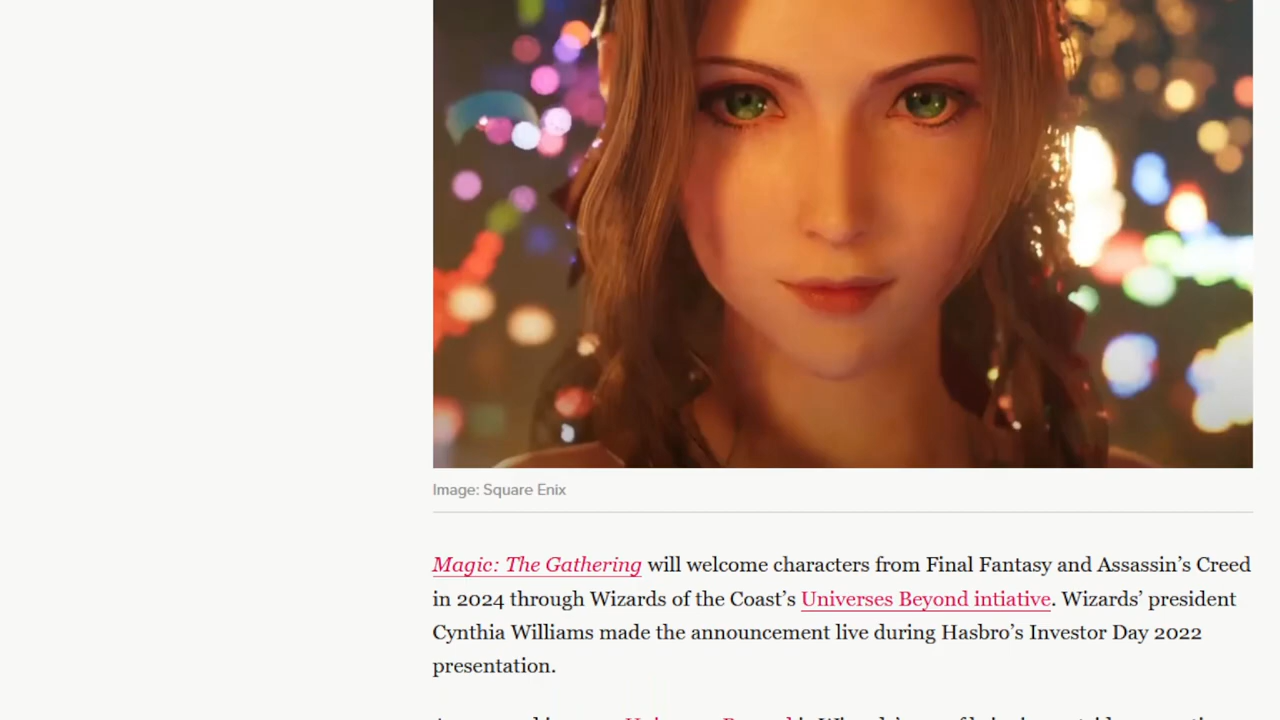 Image: Square Enix
Magic: The Gathering will welcome characters from Final Fantasy and Assassin’s Creed
in 2024 through Wizards of the Coast’s Universes Beyond intiative. Wizards’ president
Cynthia Williams made the announcement live during Hasbro’s Investor Day 2022
presentation.